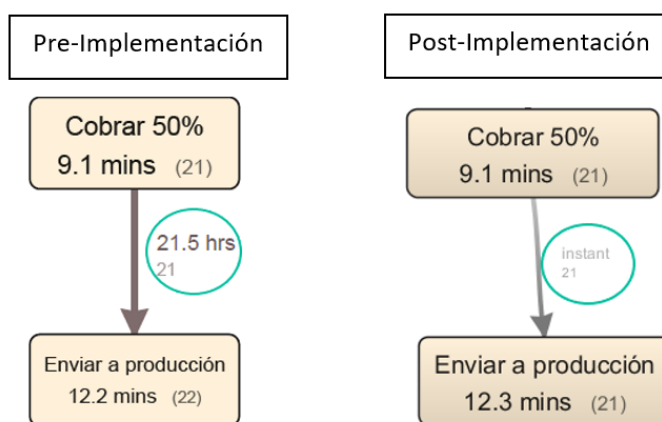 Pre-Implementación
Cobrar 50%
9.1 mins (21)
21.5 hrs
21
Enviar a producción
12.2 mins (22)
Post-Implementación
Cobrar 50%
9.1 mins (21)
instant
21
Enviar a producción
12.3 mins (21)